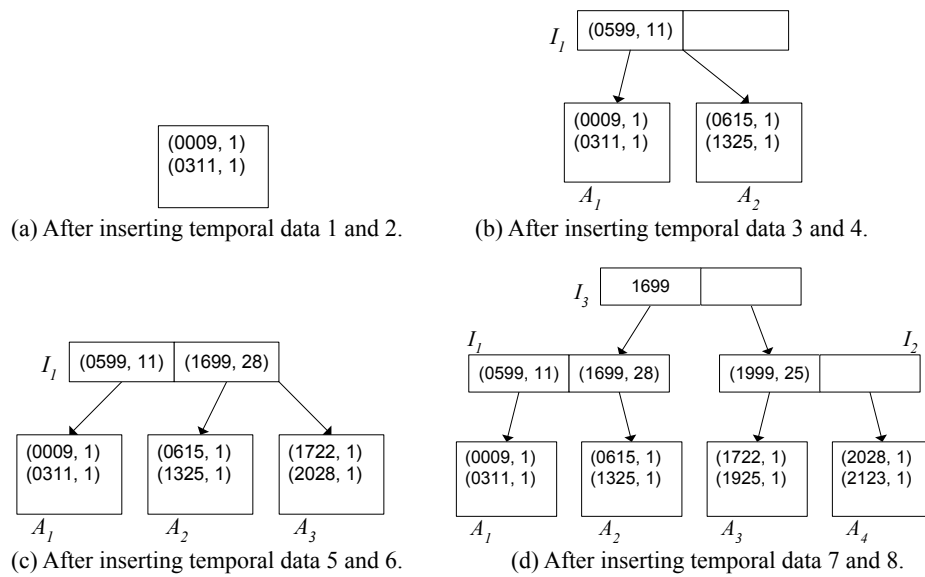 I1 (0599, 11)
(0009, 1) (0615, 1)
(0311, 1) (1325, 1)
A1 A2
(0009, 1)
(0311, 1)
(a) After inserting temporal data 1 and 2.
(b) After inserting temporal data 3 and 4.
I1 (0599, 11) (1699, 28)
(0009, 1) (0615, 1) (1722, 1)
(0311, 1) (1325, 1) (2028, 1)
A1 A2 A3
(c) After inserting temporal data 5 and 6.
I3 1699
I1 I2
(0599, 11) (1699, 28) (1999, 25)
(0009, 1) (0615, 1) (1722, 1) (2028, 1)
(0311, 1) (1325, 1) (1925, 1) (2123, 1)
A1 A2 A3 A4
(d) After inserting temporal data 7 and 8.